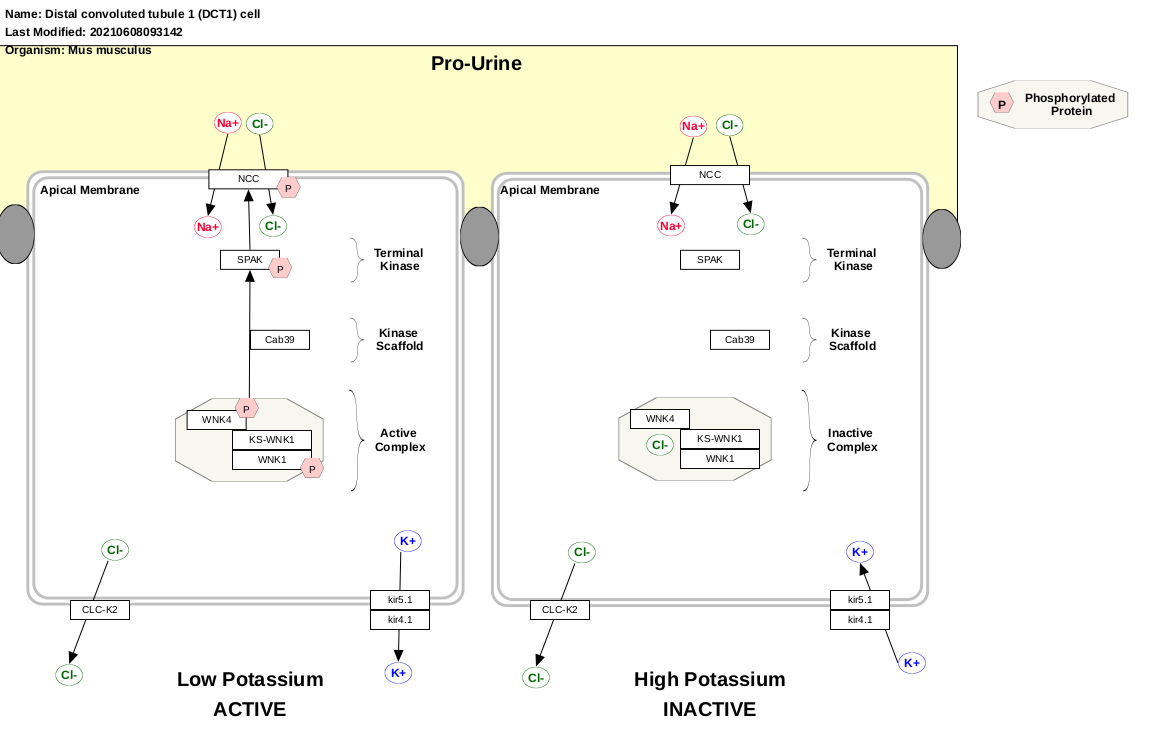 Name: Distal convoluted tubule 1 (DCT1) cell
Last Modified: 20210608093142
Organism: Mus musculus
Pro-Urine
P
Phosphorylated
Protein
Na+
Cl-
Na+
Cl-
NCC
P
NCC
Apical Membrane
Apical Membrane
Na+
Cl-
Na+
Cl-
SPAK
P
Terminal
Kinase
SPAK
Terminal
Kinase
Cab39
Kinase
Scaffold
Cab39
Kinase
Scaffold
P
WNK4
KS-WNK1
WNK1
P
Active
Complex
WNK4
Cl-
KS-WNK1
WNK1
Inactive
Complex
Cl-
K+
Cl-
K+
CLC-K2
kir5.1
kir4.1
CLC-K2
kir5.1
kir4.1
Cl-
K+
Cl-
K+
Low Potassium
ACTIVE
High Potassium
INACTIVE